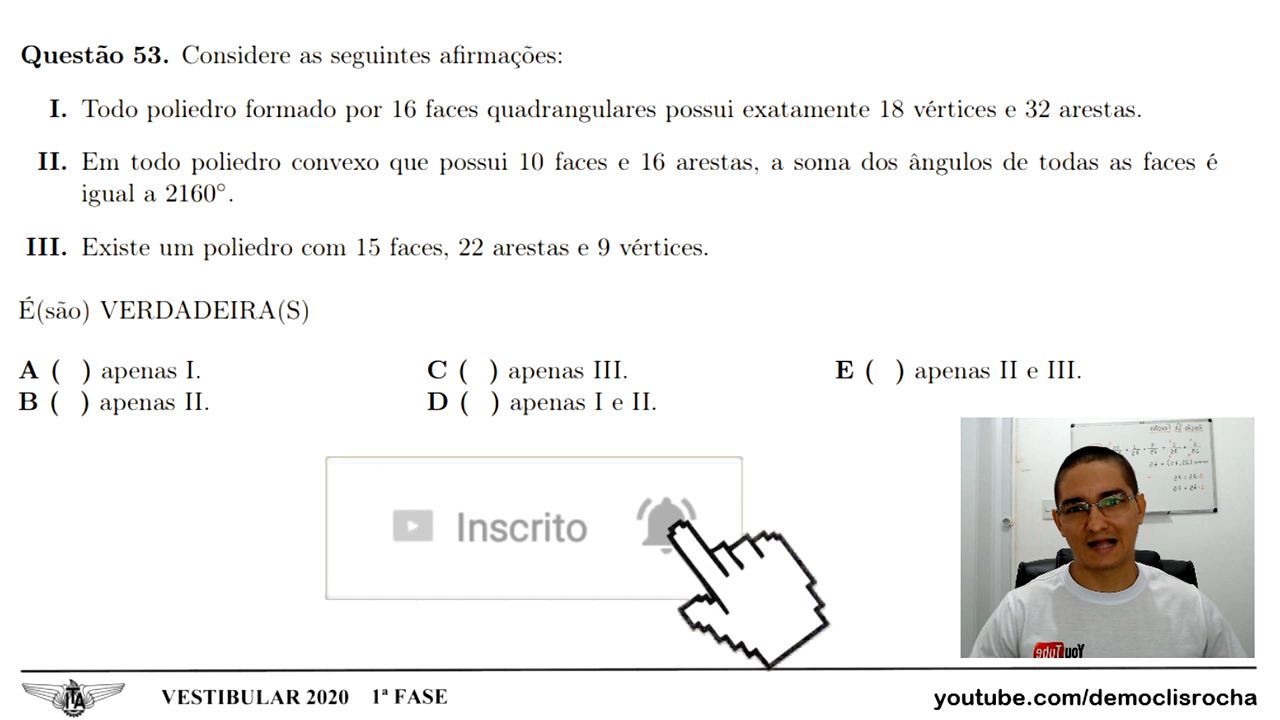 Questão 53. Considere as seguintes afirmações:
I. Todo poliedro formado por 16 faces quadrangulares possui exatamente 18 vértices e 32 arestas.
II. Em todo poliedro convexo que possui 10 faces e 16 arestas, a soma dos ângulos de todas as faces é
igual a 2160°.
III. Existe um poliedro com 15 faces, 22 arestas e 9 vértices.
É(são) VERDADEIRA(S)
A ( ) apenas I.
B ( ) apenas II.
C ( ) apenas III.
D ( ) apenas I e II.
E ( ) apenas II e III.
Inscrito
YouTube
ITA
VESTIBULAR 2020 1ª FASE
youtube.com/democlisrocha